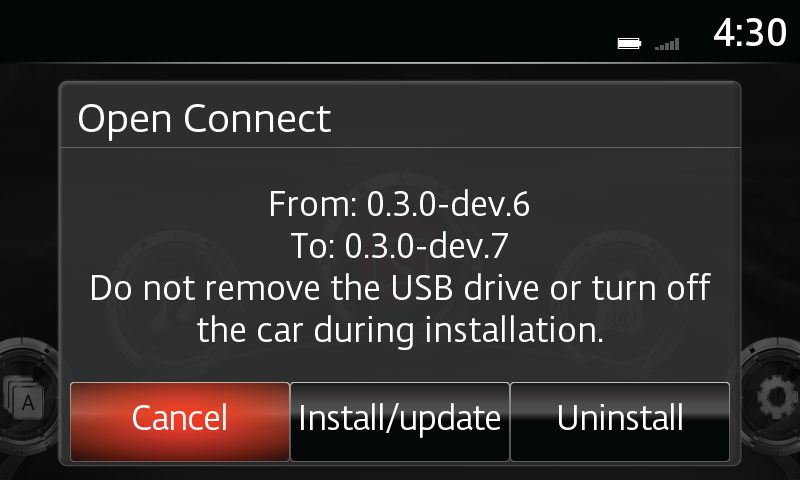 4:30
Open Connect
From: 0.3.0-dev.6
To: 0.3.0-dev.7
Do not remove the USB drive or turn off
the car during installation.
NAV
A
Cancel
Install/update
Uninstall